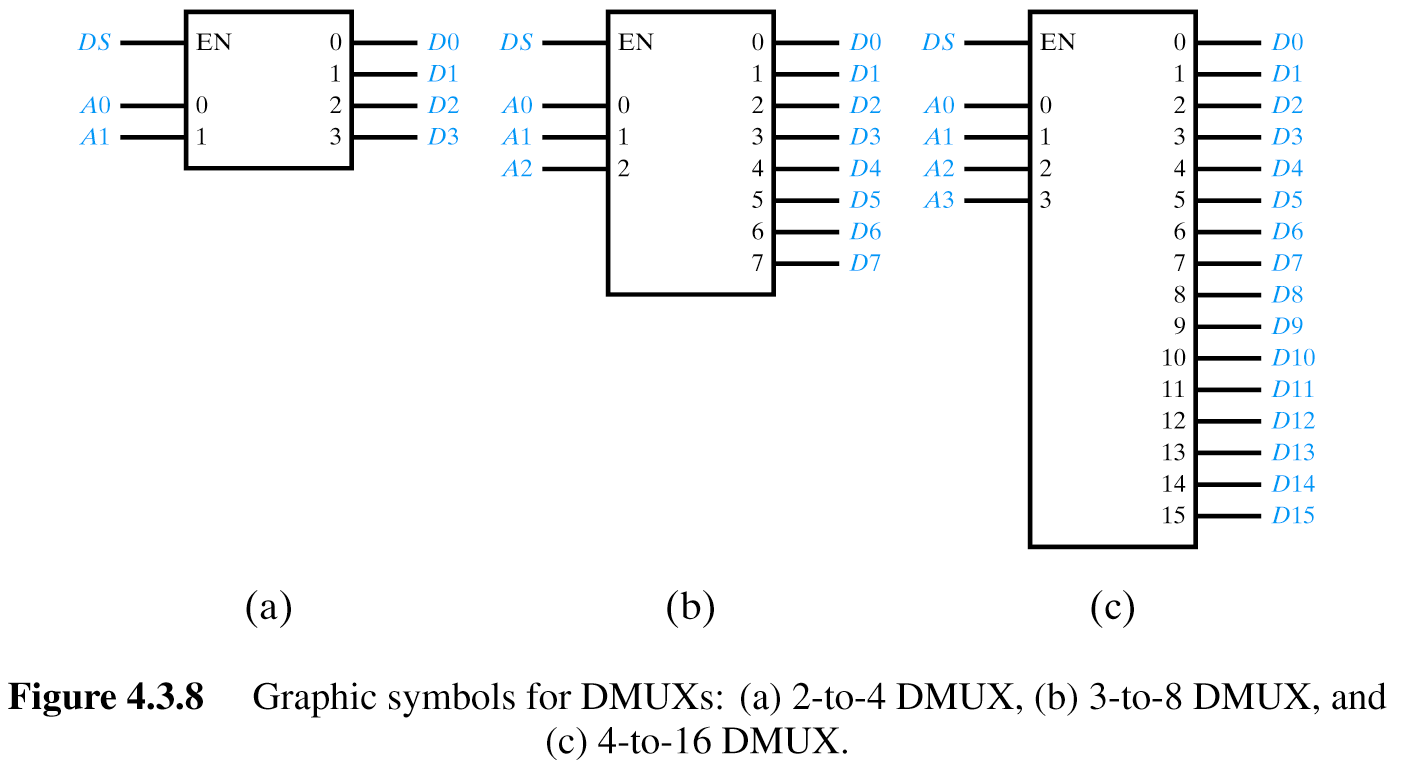 DS EN 0 D0 DS EN 0 D0 DS EN 0 D0
1 D1 1 D1 1 D1
A0 0 2 D2 A0 0 2 D2 A0 0 2 D2
A1 1 3 D3 A1 1 3 D3 A1 1 3 D3
A2 2 4 D4 A2 2 4 D4
5 D5 A3 3 5 D5
6 D6 6 D6
7 D7 7 D7
8 D8
9 D9
10 D10
11 D11
12 D12
13 D13
14 D14
15 D15
(a) (b) (c)
Figure 4.3.8 Graphic symbols for DMUXs: (a) 2-to-4 DMUX, (b) 3-to-8 DMUX, and
(c) 4-to-16 DMUX.